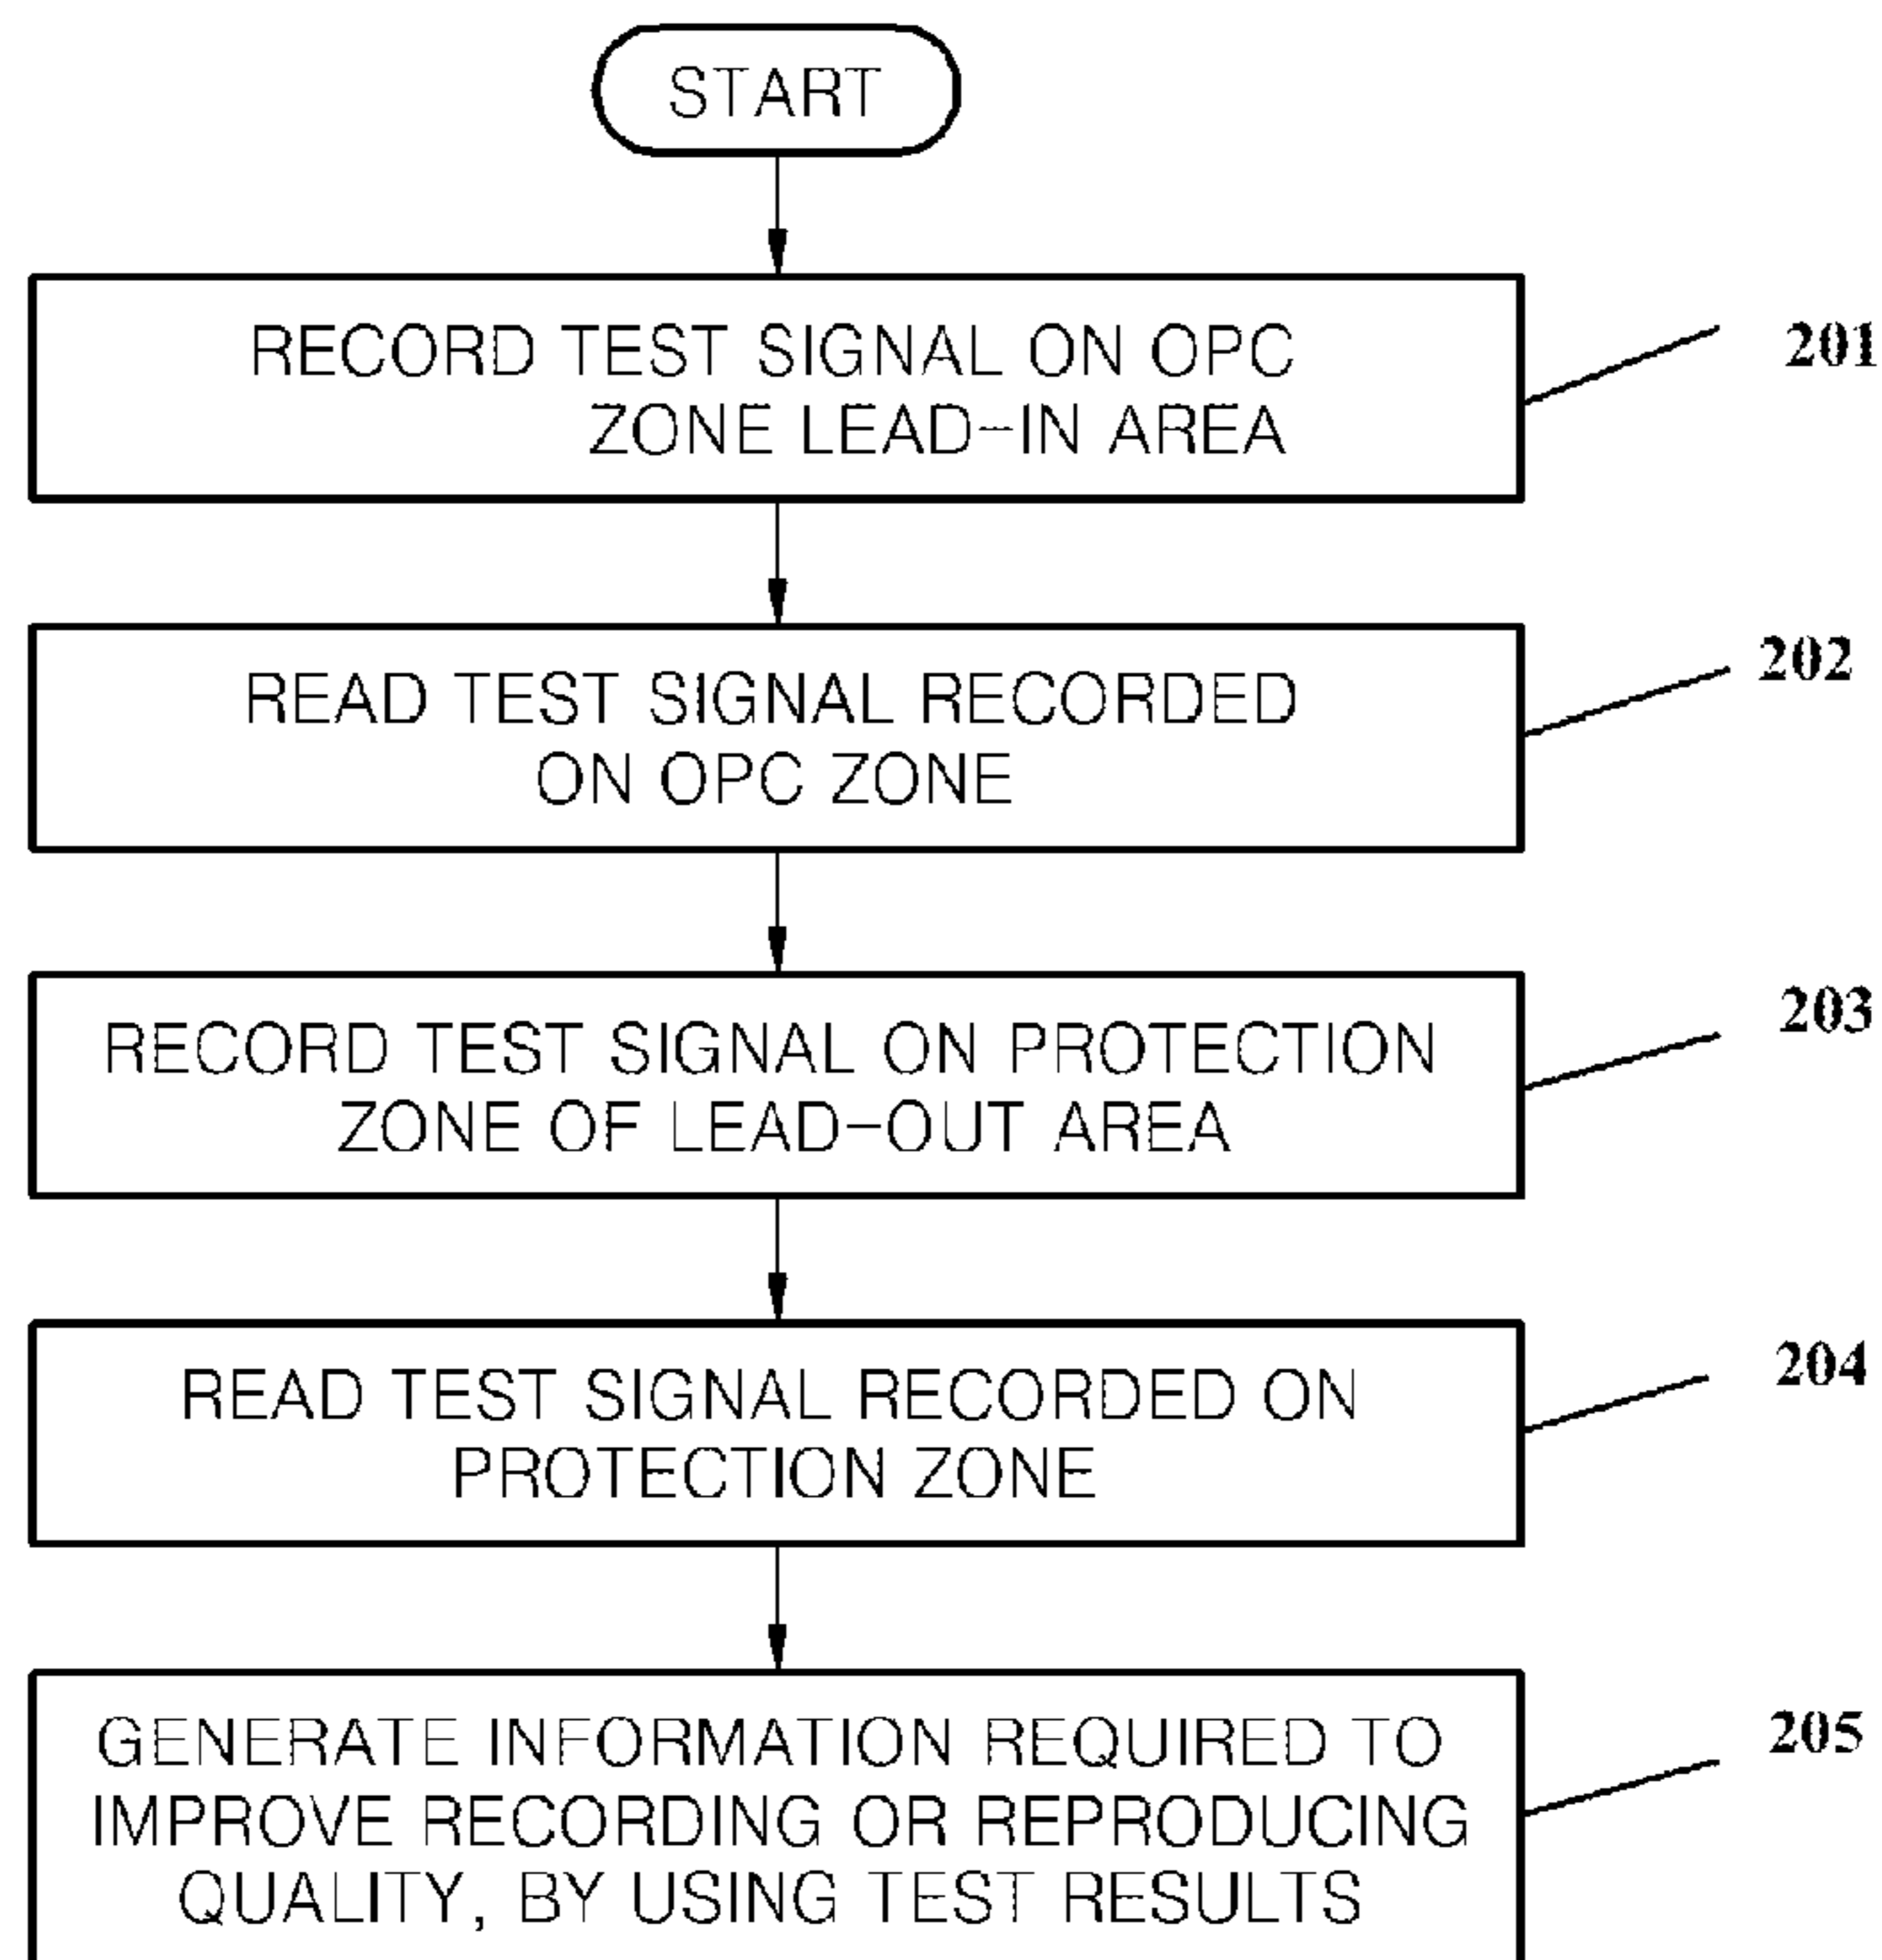 START
RECORD TEST SIGNAL ON OPC
ZONE LEAD-IN AREA
201
READ TEST SIGNAL RECORDED
ON OPC ZONE
202
RECORD TEST SIGNAL ON PROTECTION
ZONE OF LEAD-OUT AREA
203
READ TEST SIGNAL RECORDED ON
PROTECTION ZONE
204
GENERATE INFORMATION REQUIRED TO
IMPROVE RECORDING OR REPRODUCING
QUALITY, BY USING TEST RESULTS
205